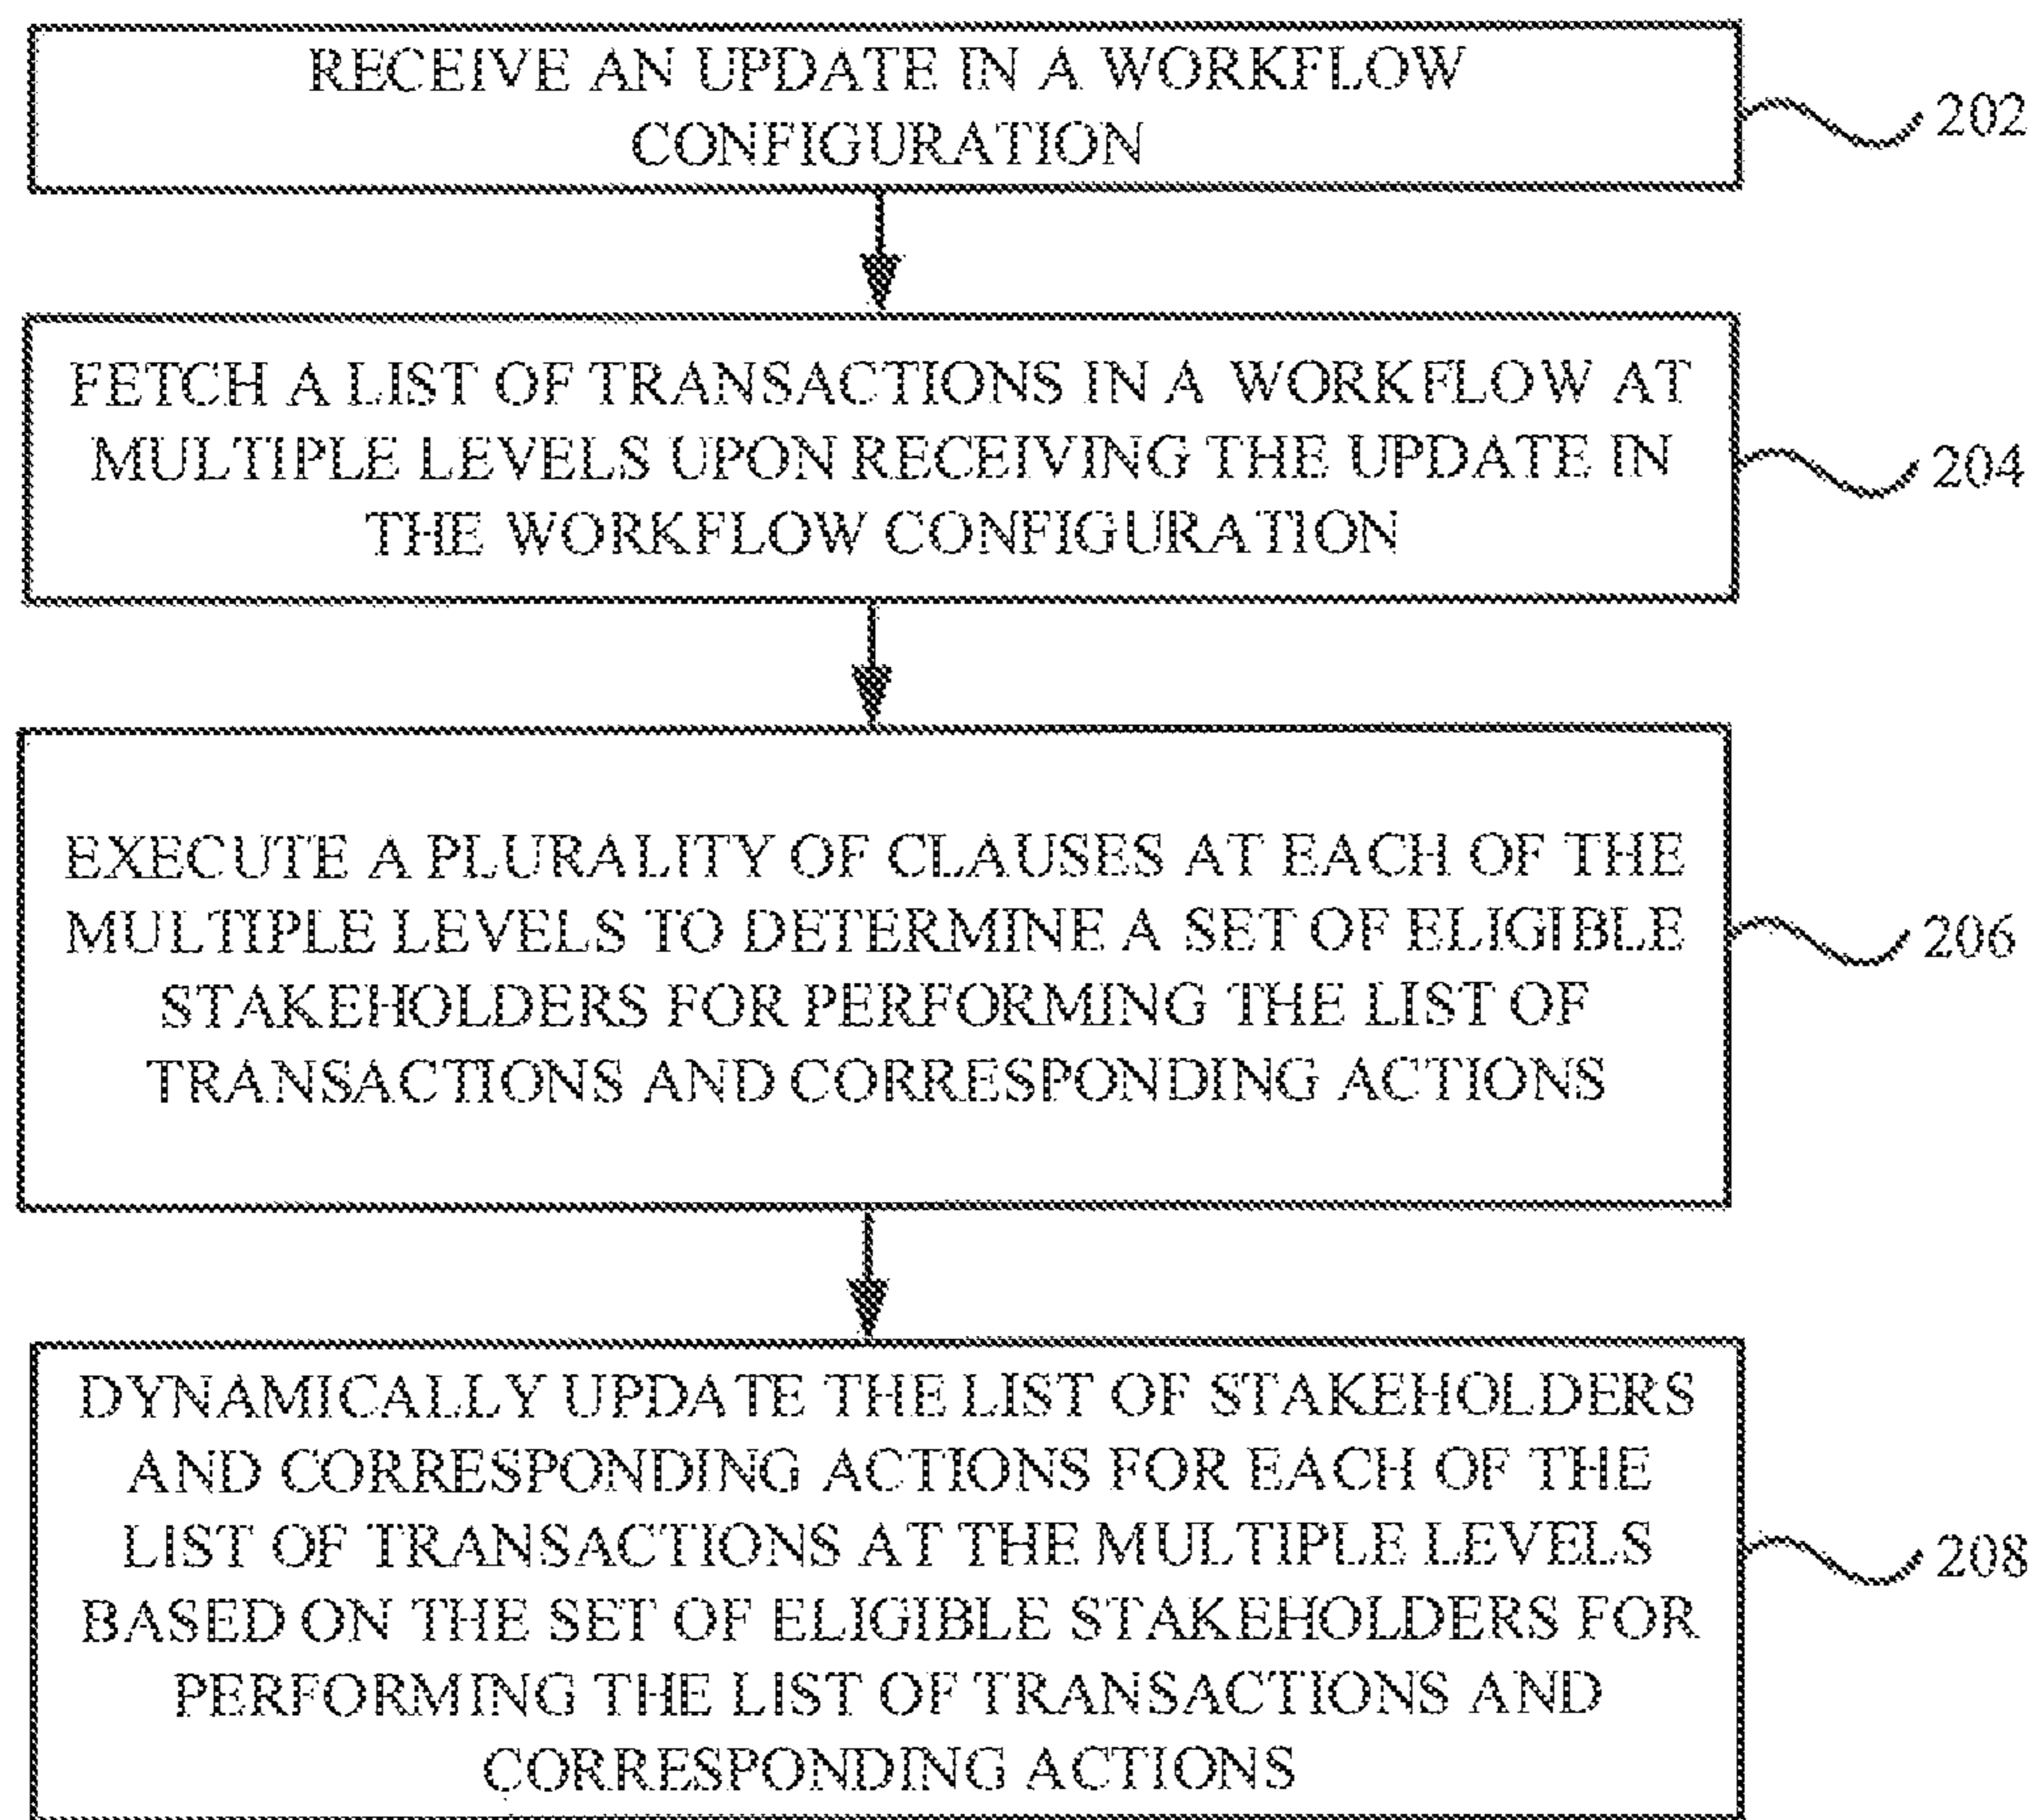 RECEIVE AN UPDATE IN A WORKFLOW
CONFIGURATION
202
FETCH A LIST OF TRANSACTIONS IN A WORKFLOW AT
MULTIPLE LEVELS UPON RECEIVING THE UPDATE IN
THE WORKFLOW CONFIGURATION
204
EXECUTE A PLURALITY OF CLAUSES AT EACH OF THE
MULTIPLE LEVELS TO DETERMINE A SET OF ELIGIBLE
STAKEHOLDERS FOR PERFORMING THE LIST OF
TRANSACTIONS AND CORRESPONDING ACTIONS
206
DYNAMICALLY UPDATE THE LIST OF STAKEHOLDERS
AND CORRESPONDING ACTIONS FOR EACH OF THE
LIST OF TRANSACTIONS AT THE MULTIPLE LEVELS
BASED ON THE SET OF ELIGIBLE STAKEHOLDERS FOR
PERFORMING THE LIST OF TRANSACTIONS AND
CORRESPONDING ACTIONS
208